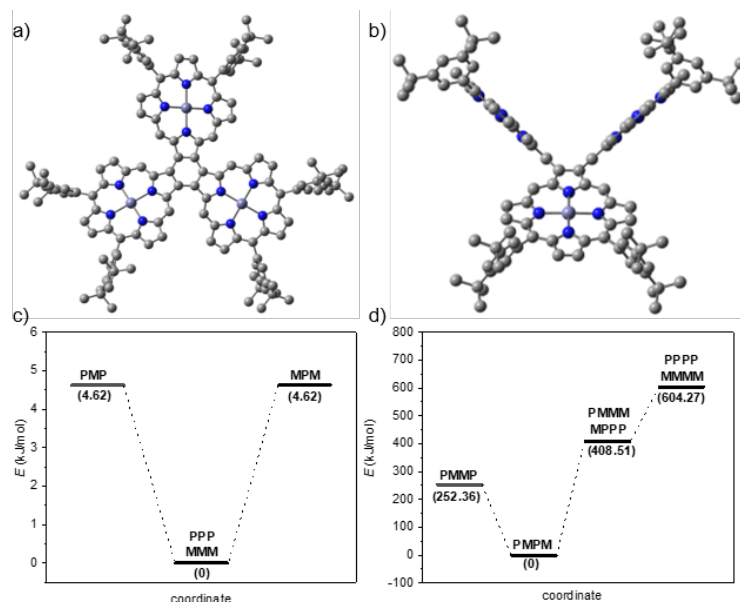 a)
b)
c)
6
5
4
3
2
1
0
E (kJ/mol)
PMP
(4.62)
MPM
(4.62)
PPP
MMM
(0)
coordinate
d)
800
700
600
500
400
300
200
100
0
-100
E (kJ/mol)
PMMP
(252.36)
PMPM
(0)
PMMM
MPPP
(408.51)
PPPP
MMMM
(604.27)
coordinate